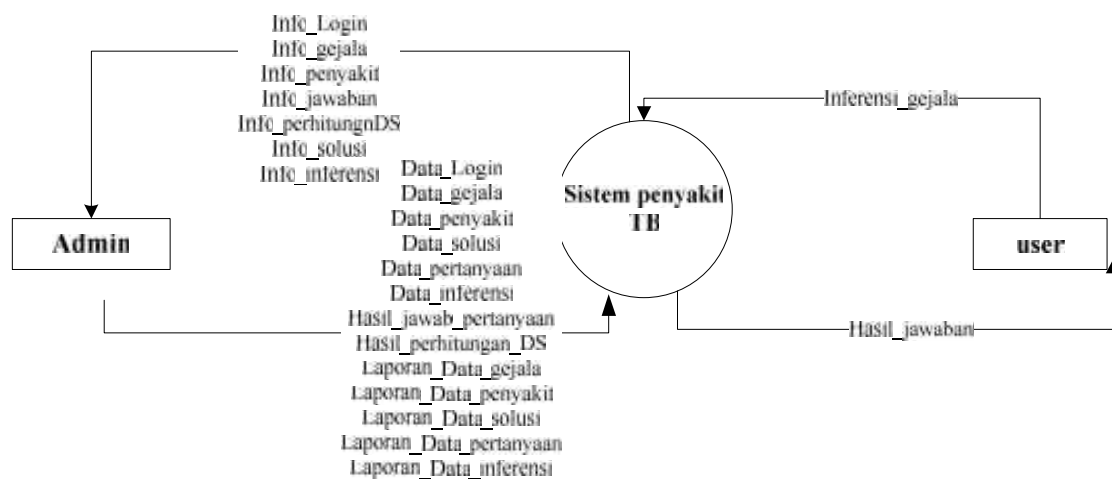 Info_Login
Info_gejala
Info_penyakit
Info_jawaban
Info_perhitungnDS
Info_solusi
Info_inferensi
Data_Login
Data_gejala
Data_penyakit
Data_solusi
Data_pertanyaan
Data_inferensi
Hasil_jawab_pertanyaan
Hasil_perhitungan_DS
Laporan_Data_gejala
Laporan_Data_penyakit
Laporan_Data_solusi
Laporan_Data_pertanyaan
Laporan_Data_inferensi
Admin
Sistem penyakit
TB
Inferensi_gejala
user
Hasil_jawaban